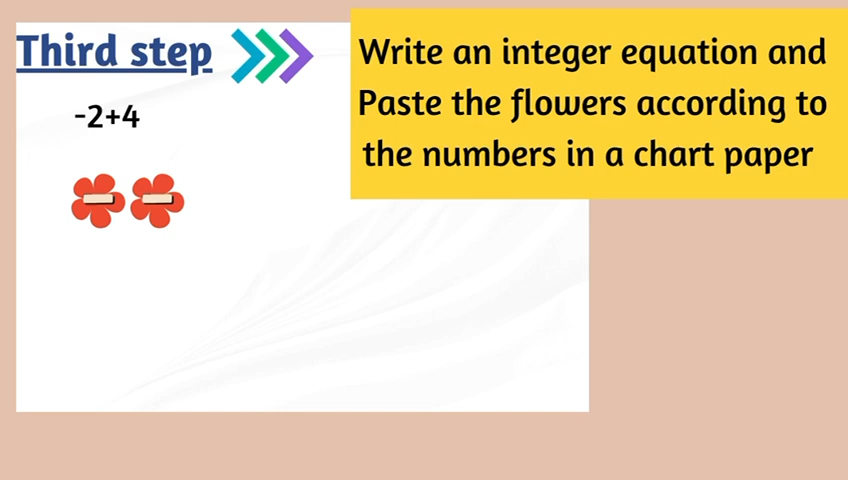 Third step
Write an integer equation and
Paste the flowers according to
the numbers in a chart paper
-2+4